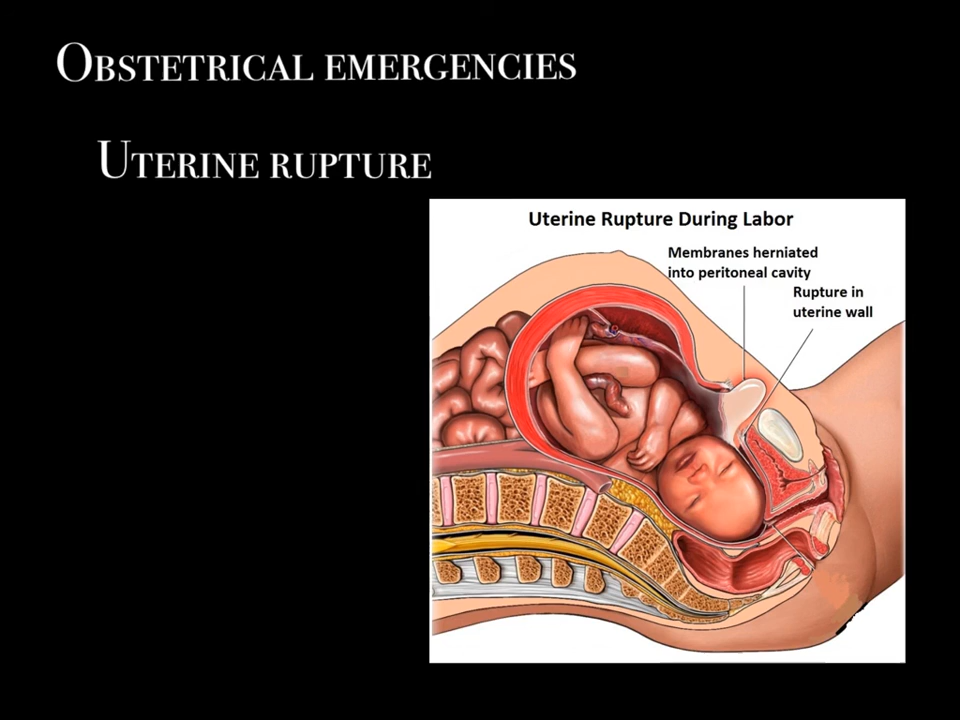 Obstetrical emergencies
Uterine rupture
Uterine Rupture During Labor
Membranes herniated
into peritoneal cavity
Rupture in
uterine wall